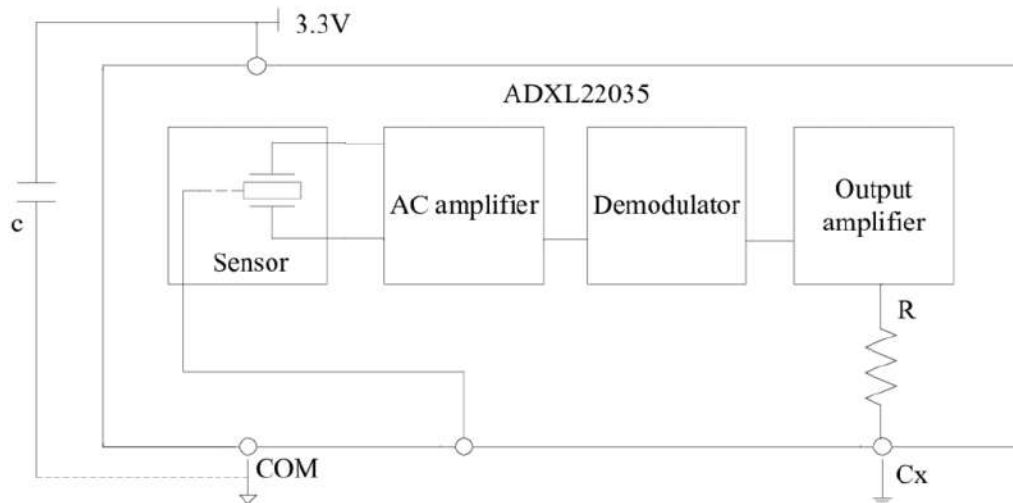 3.3V
ADXL22035
c
Sensor
AC amplifier
Demodulator
Output
amplifier
R
COM
Cx